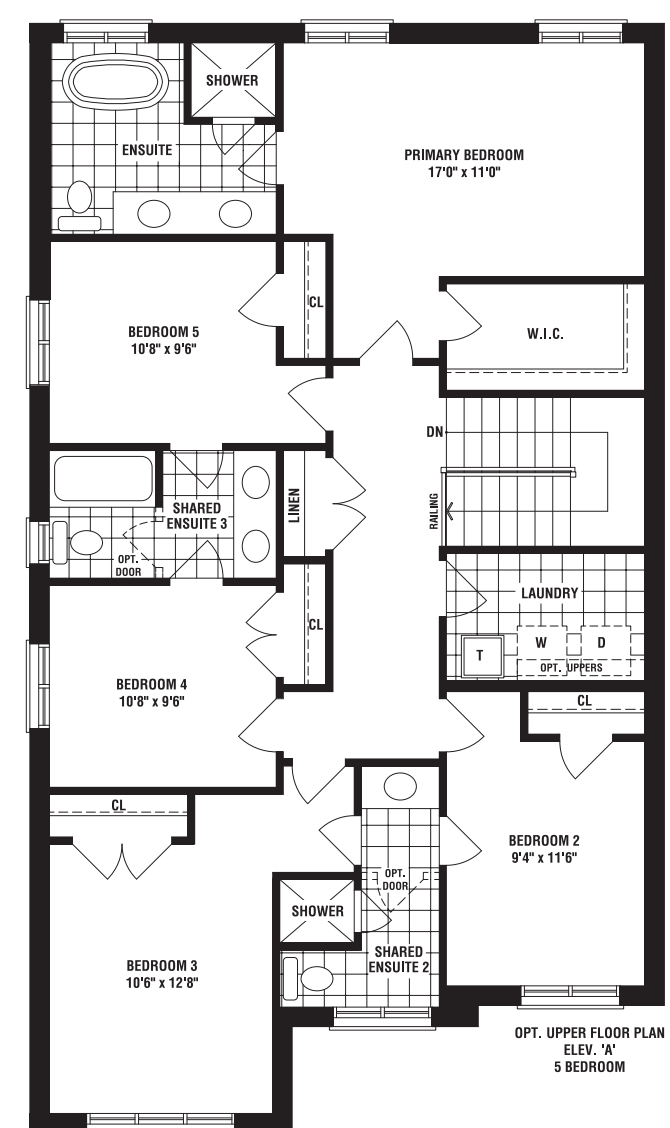 SHOWER
ENSUITE
PRIMARY BEDROOM
17'0" x 11'0"
CL
BEDROOM 5
10'8" x 9'6"
W.I.C.
DN
RAILING
LINEN
SHARED
ENSUITE 3
OPT.
DOOR
LAUNDRY
T
W
D
OPT. UPPERS
CL
BEDROOM 4
10'8" x 9'6"
CL
CL
BEDROOM 2
9'4" x 11'6"
OPT.
DOOR
SHOWER
SHARED
ENSUITE 2
BEDROOM 3
10'6" x 12'8"
OPT. UPPER FLOOR PLAN
ELEV. 'A'
5 BEDROOM